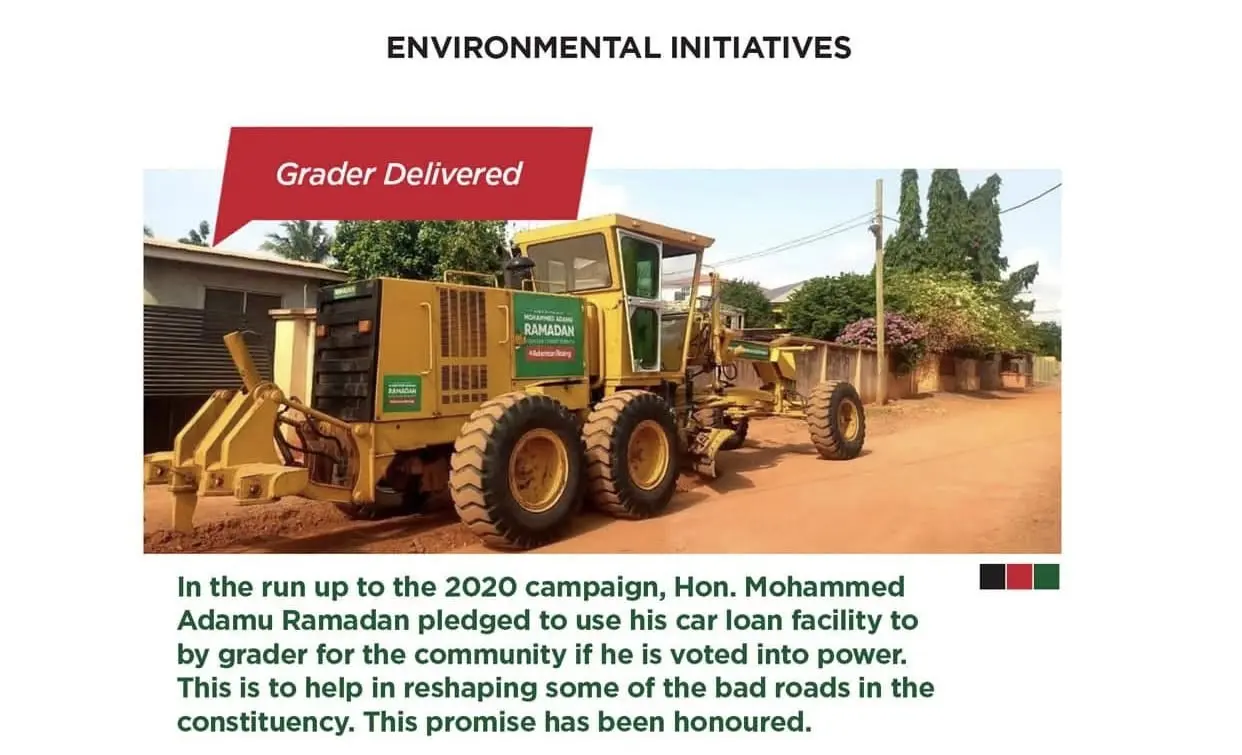 ENVIRONMENTAL INITIATIVES
Grader Delivered
MOHAMMED ADAMU
RAMADAN
#AdentanRising
RAMADAN
In the run up to the 2020 campaign, Hon. Mohammed
Adamu Ramadan pledged to use his car loan facility to
by grader for the community if he is voted into power.
This is to help in reshaping some of the bad roads in the
constituency. This promise has been honoured.